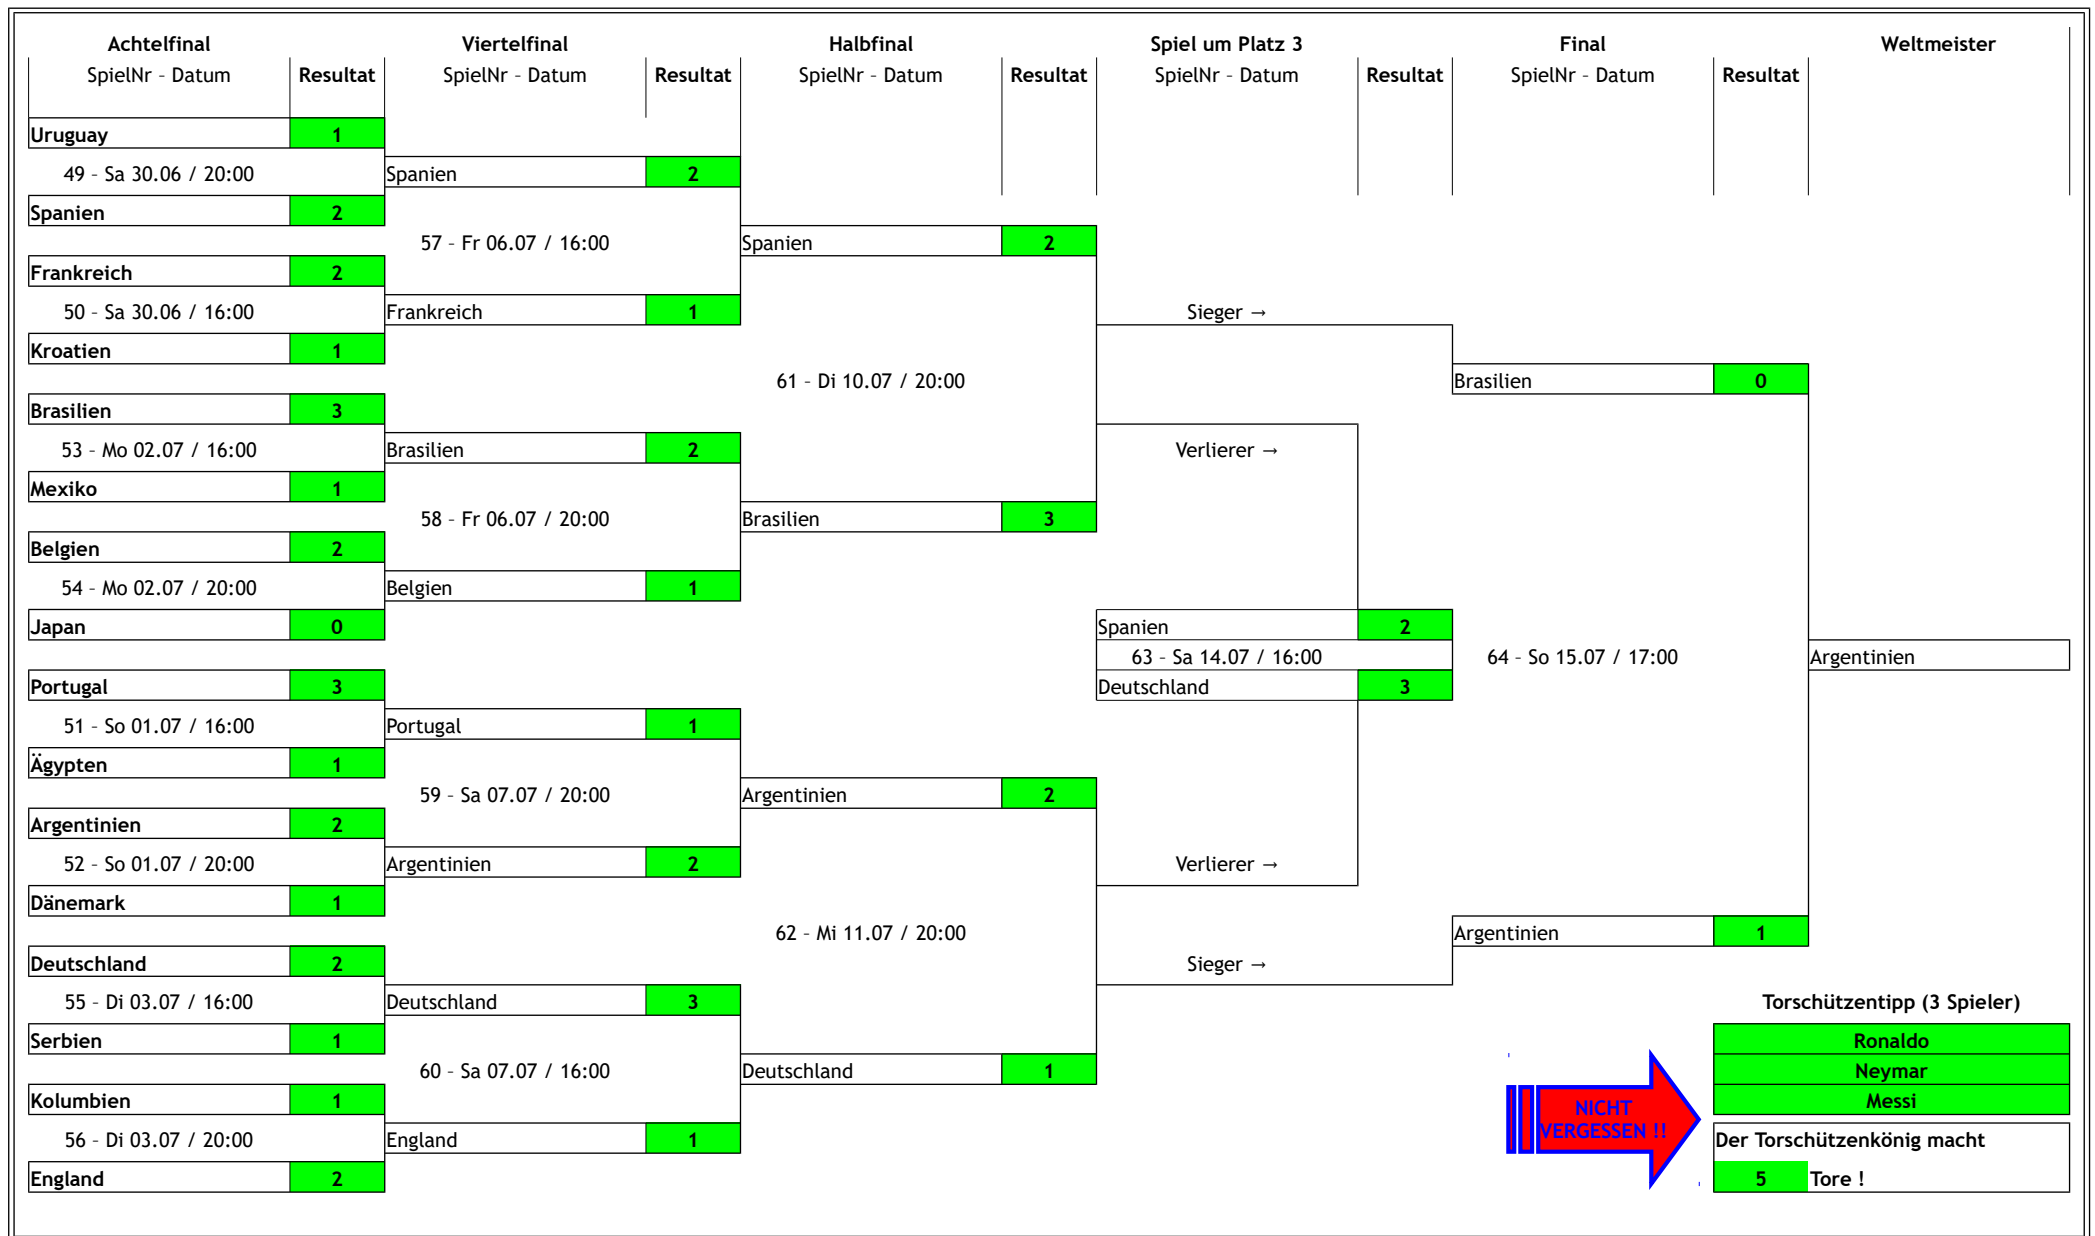 Achtelfinal Viertelfinal Halbfinal Spiel um Platz 3 Final Weltmeister
SpielNr - Datum Resultat SpielNr - Datum Resultat SpielNr - Datum Resultat SpielNr - Datum Resultat SpielNr - Datum Resultat
Uruguay 1
49 - Sa 30.06 / 20:00 Spanien 2
Spanien 2
57 - Fr 06.07 / 16:00 Spanien 2
Frankreich 2
50 - Sa 30.06 / 16:00 Frankreich 1 Sieger →
Kroatien 1
61 - Di 10.07 / 20:00 Brasilien 0
Brasilien 3
53 - Mo 02.07 / 16:00 Brasilien 2 Verlierer →
Mexiko 1
58 - Fr 06.07 / 20:00 Brasilien 3
Belgien 2
54 - Mo 02.07 / 20:00 Belgien 1
Japan 0 Spanien 2
63 - Sa 14.07 / 16:00 64 - So 15.07 / 17:00 Argentinien
Portugal 3 Deutschland 3
51 - So 01.07 / 16:00 Portugal 1
Ägypten 1
59 - Sa 07.07 / 20:00 Argentinien 2
Argentinien 2
52 - So 01.07 / 20:00 Argentinien 2 Verlierer →
Dänemark 1
62 - Mi 11.07 / 20:00 Argentinien 1
Deutschland 2 Sieger →
55 - Di 03.07 / 16:00 Deutschland 3 Torschützentipp (3 Spieler)
Serbien 1 Ronaldo
60 - Sa 07.07 / 16:00 Deutschland 1 Neymar
Kolumbien 1 NICHT Messi
56 - Di 03.07 / 20:00 England 1 VERGESSEN !! Der Torschützenkönig macht
England 2 5 Tore !